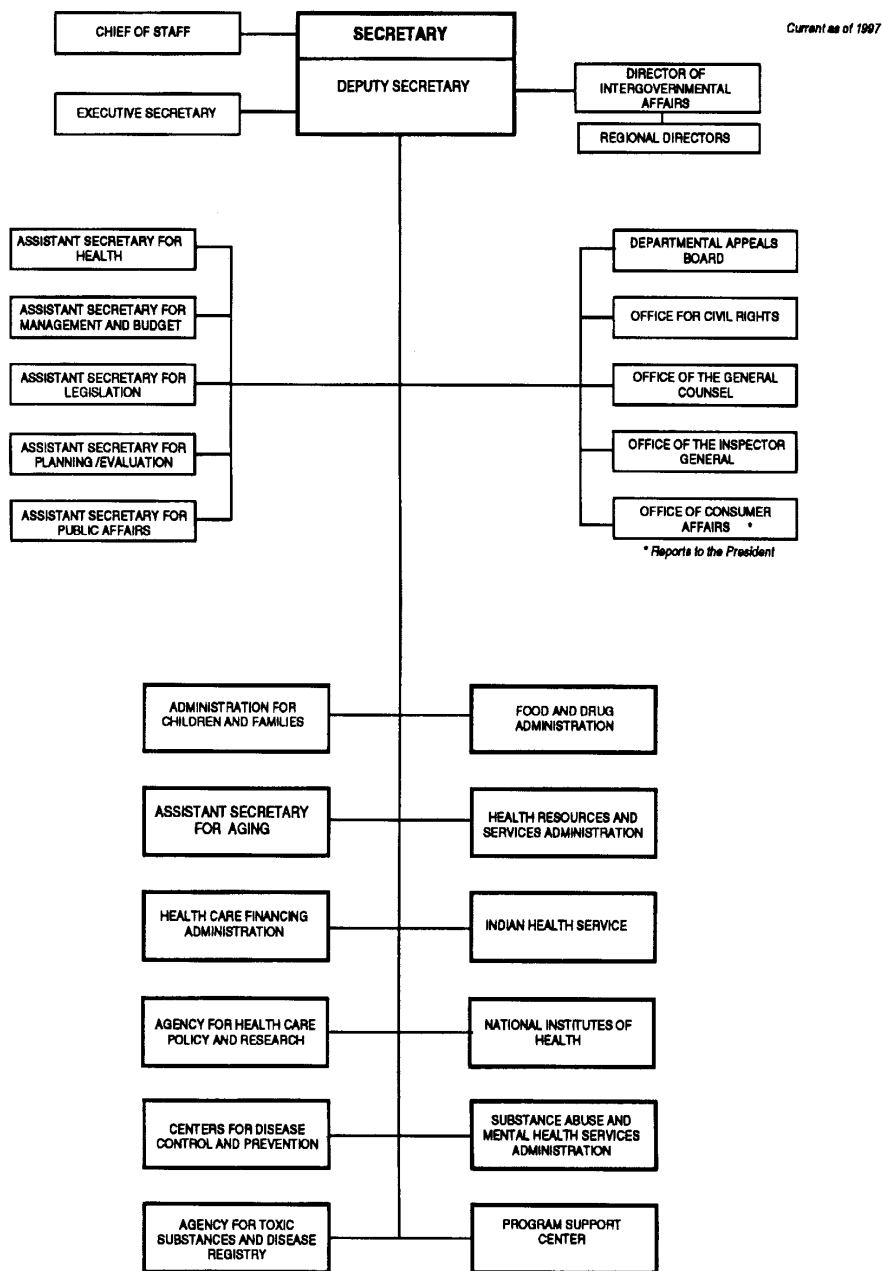 CHIEF OF STAFF
SECRETARY
Current as of 1997
DEPUTY SECRETARY
DIRECTOR OF
INTERGOVERNMENTAL
AFFAIRS
EXECUTIVE SECRETARY
REGIONAL DIRECTORS
ASSISTANT SECRETARY FOR
HEALTH
ASSISTANT SECRETARY FOR
MANAGEMENT AND BUDGET
ASSISTANT SECRETARY FOR
LEGISLATION
ASSISTANT SECRETARY FOR
PLANNING /EVALUATION
ASSISTANT SECRETARY FOR
PUBLIC AFFAIRS
DEPARTMENTAL APPEALS
BOARD
OFFICE FOR CIVIL RIGHTS
OFFICE OF THE GENERAL
COUNSEL
OFFICE OF THE INSPECTOR
GENERAL
OFFICE OF CONSUMER
AFFAIRS *
* Reports to the President
ADMINISTRATION FOR
CHILDREN AND FAMILIES
FOOD AND DRUG
ADMINISTRATION
ASSISTANT SECRETARY
FOR AGING
HEALTH RESOURCES AND
SERVICES ADMINISTRATION
HEALTH CARE FINANCING
ADMINISTRATION
INDIAN HEALTH SERVICE
AGENCY FOR HEALTH CARE
POLICY AND RESEARCH
NATIONAL INSTITUTES OF
HEALTH
CENTERS FOR DISEASE
CONTROL AND PREVENTION
SUBSTANCE ABUSE AND
MENTAL HEALTH SERVICES
ADMINISTRATION
AGENCY FOR TOXIC
SUBSTANCES AND DISEASE
REGISTRY
PROGRAM SUPPORT
CENTER